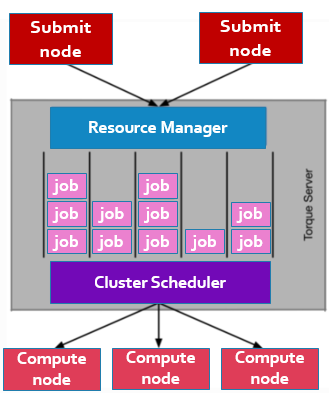 Submit
node
Submit
node
Resource Manager
Torque Server
job
job
job
job
job
job
job
job
job
job
job
Cluster Scheduler
Compute
node
Compute
node
Compute
node